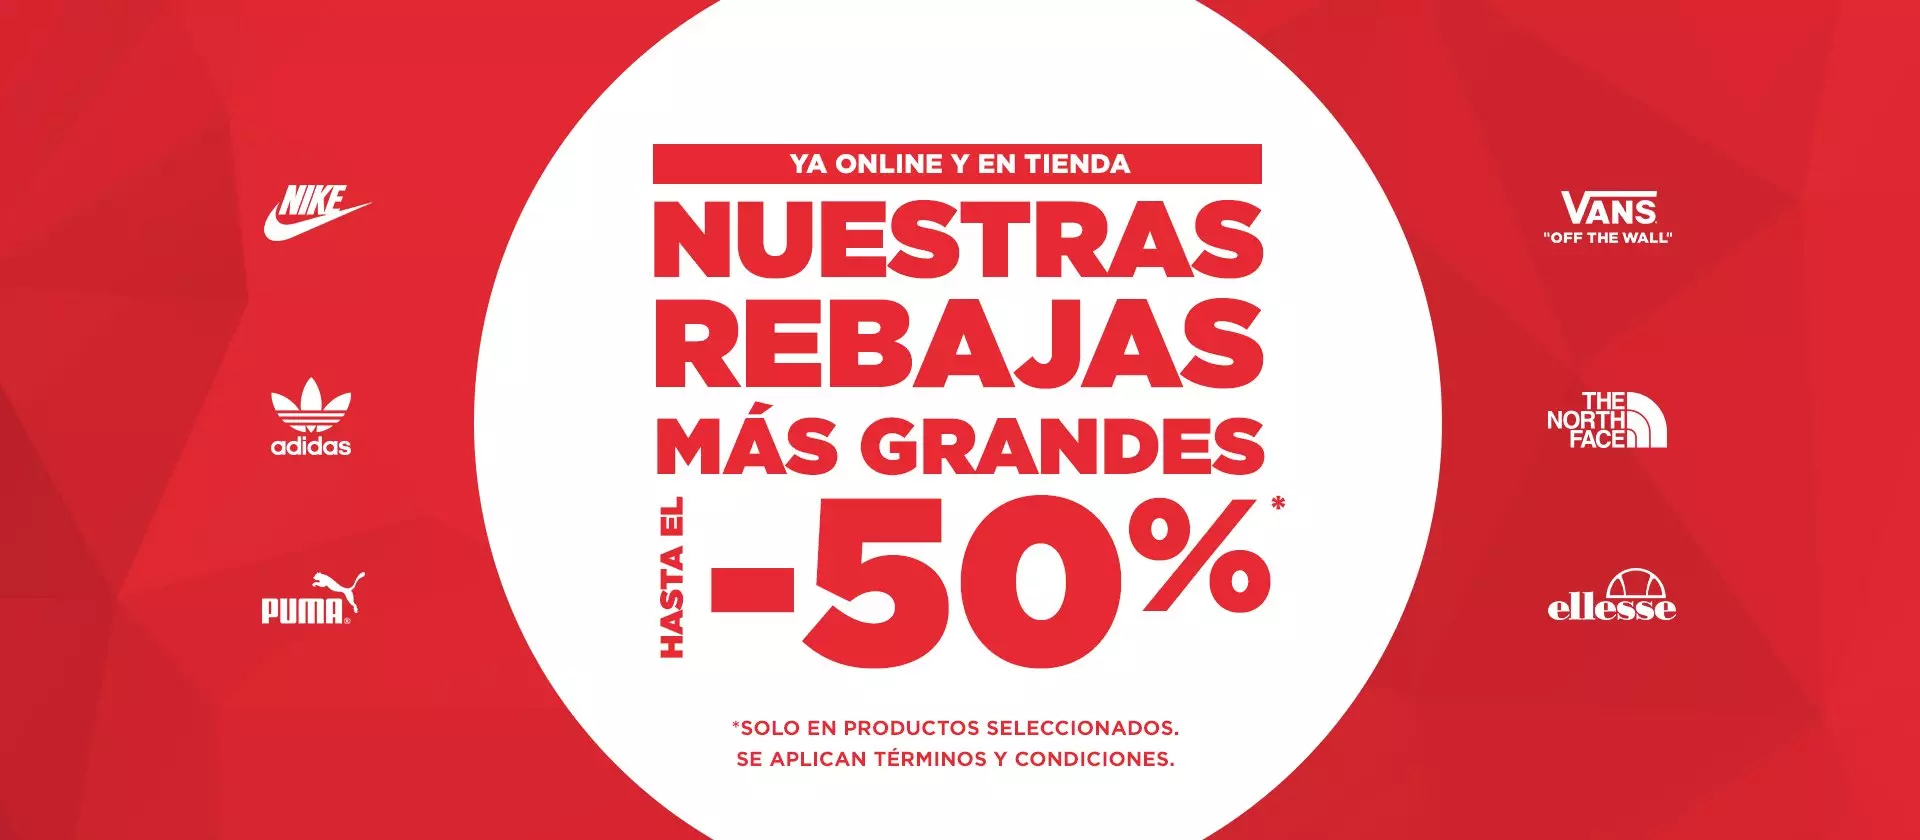 YA ONLINE Y EN TIENDA
NUESTRAS
REBAJAS
MÁS GRANDES
HASTA EL
-50%*
*SOLO EN PRODUCTOS SELECCIONADOS.
SE APLICAN TÉRMINOS Y CONDICIONES.
NIKE
adidas
PUMA®
VANS
"OFF THE WALL"
THE
NORTH
FACE
ellesse